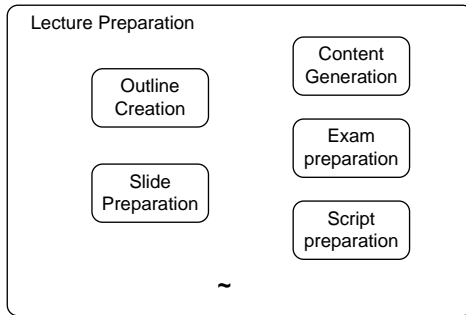 Lecture Preparation
Outline
Creation
Slide
Preparation
Content
Generation
Exam
preparation
Script
preparation
~